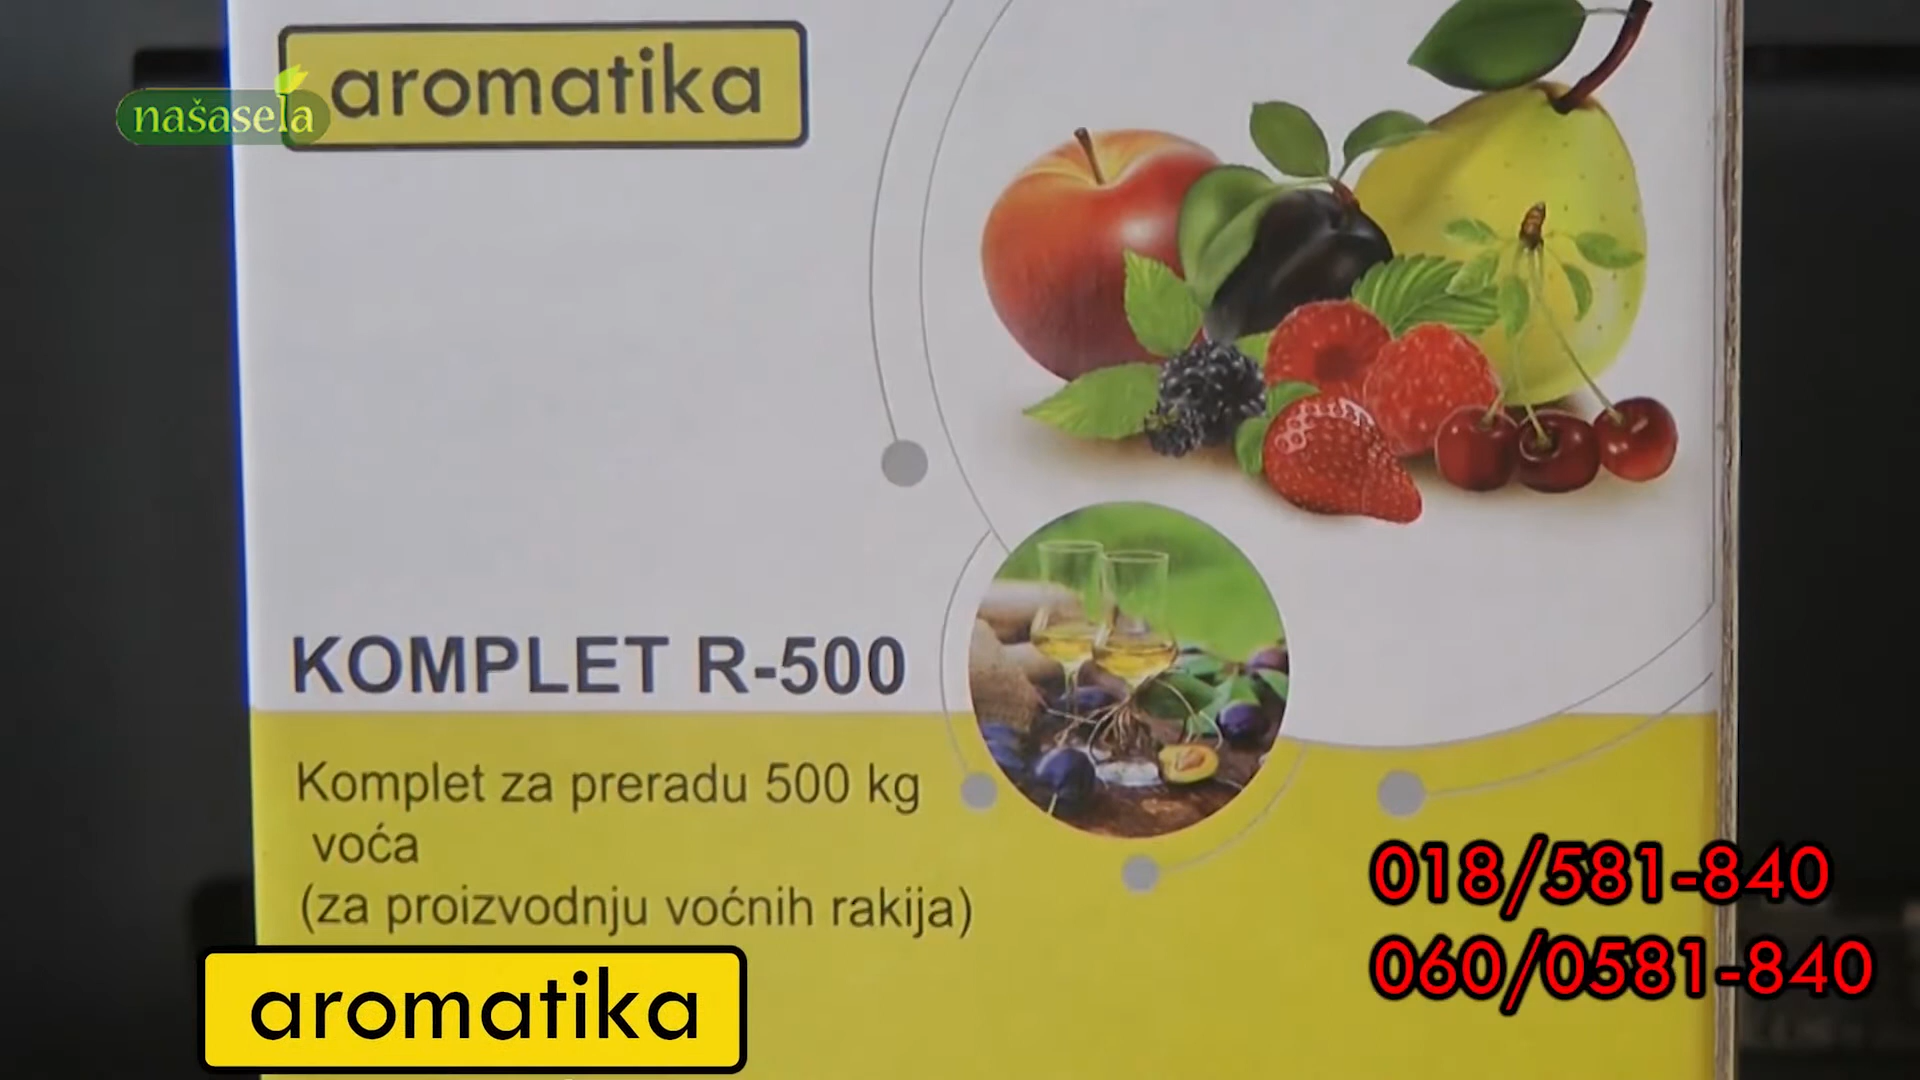 aromatika
našasela
KOMPLET R-500
Komplet za preradu 500 kg
voća
(za proizvodnju voćnih rakija)
018/581-840
060/0581-840
aromatika